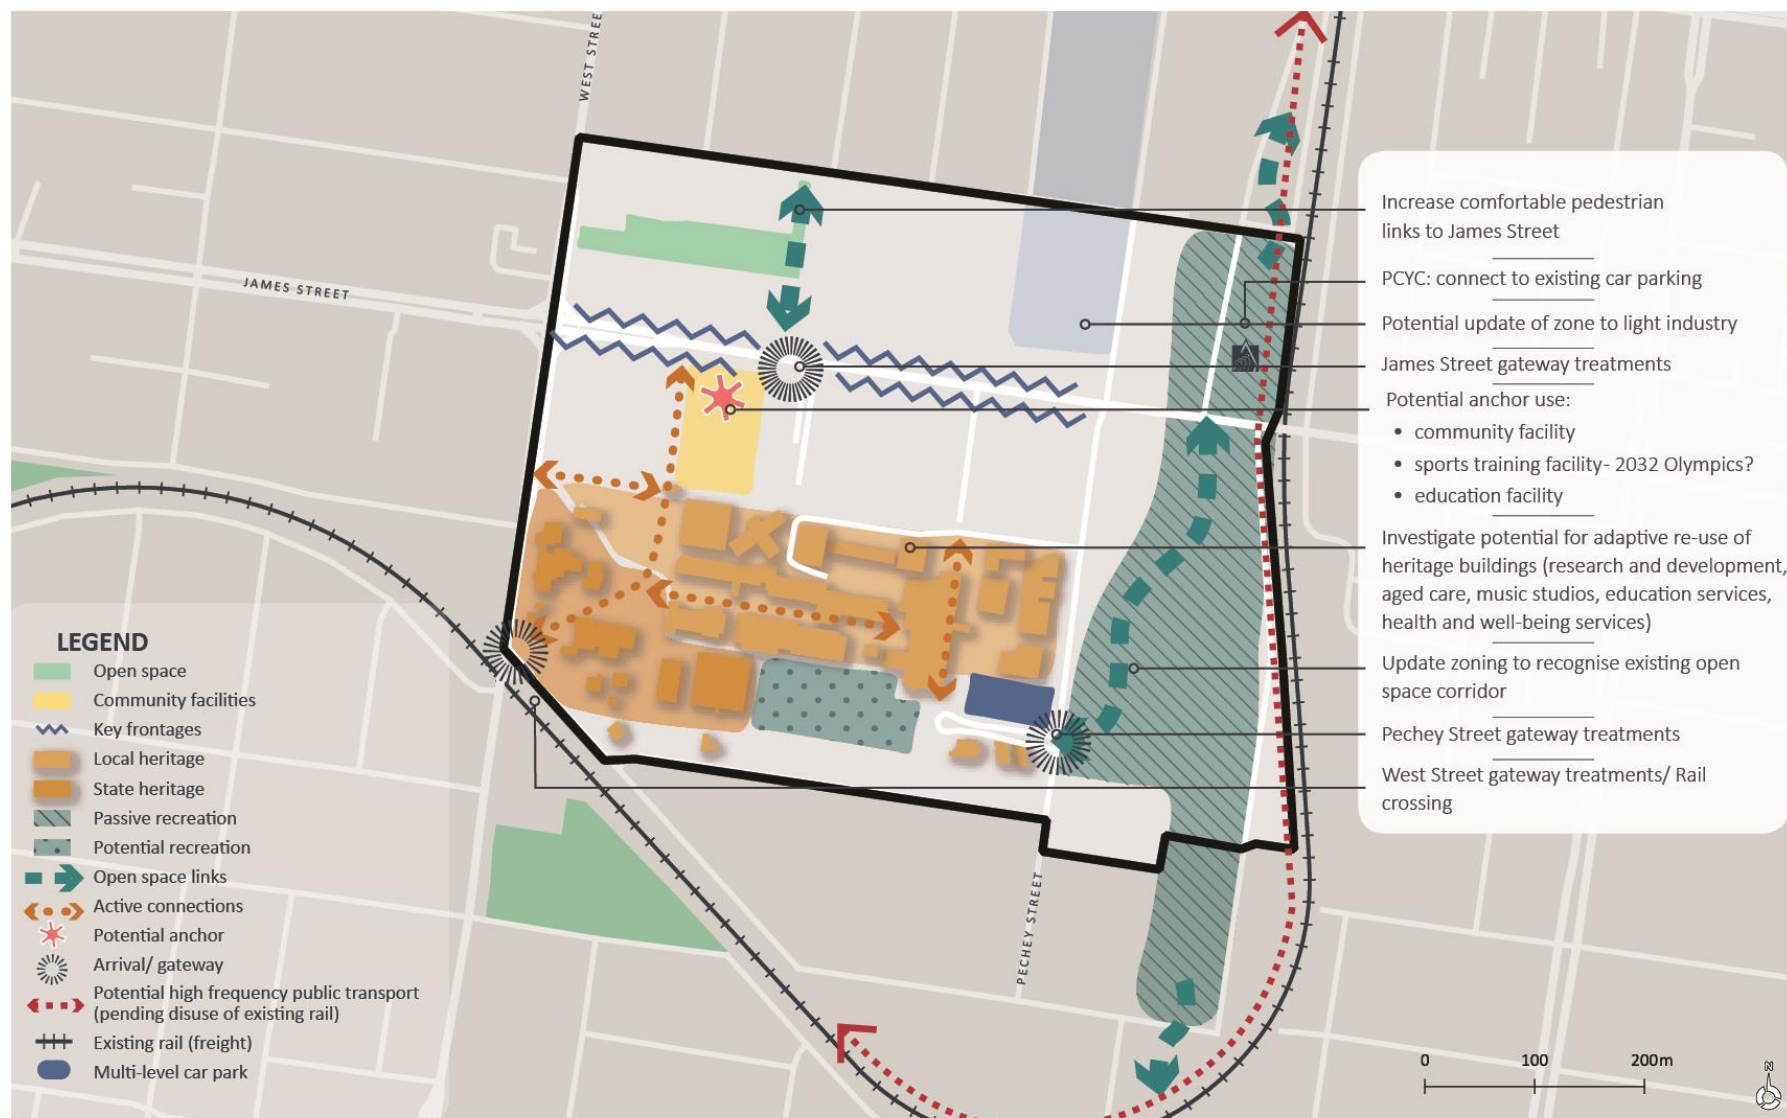 WEST STREE
JAMES STREET
PECHEY STREET
Increase comfortable pedestrian
links to James Street
PCYC: connect to existing car parking
Potential update of zone to light industry
James Street gateway treatments
Potential anchor use:
• community facility
• sports training facility- 2032 Olympics?
• education facility
Investigate potential for adaptive re-use of
heritage buildings (research and development,
aged care, music studios, education services,
health and well-being services)
Update zoning to recognise existing open
space corridor
Pechey Street gateway treatments
West Street gateway treatments/ Rail
crossing
LEGEND
Open space
Community facilities
Key frontages
Local heritage
State heritage
Passive recreation
Potential recreation
Open space links
Active connections
Potential anchor
Arrival/ gateway
Potential high frequency public transport
(pending disuse of existing rail)
Existing rail (freight)
Multi-level car park
0 100 200m
N